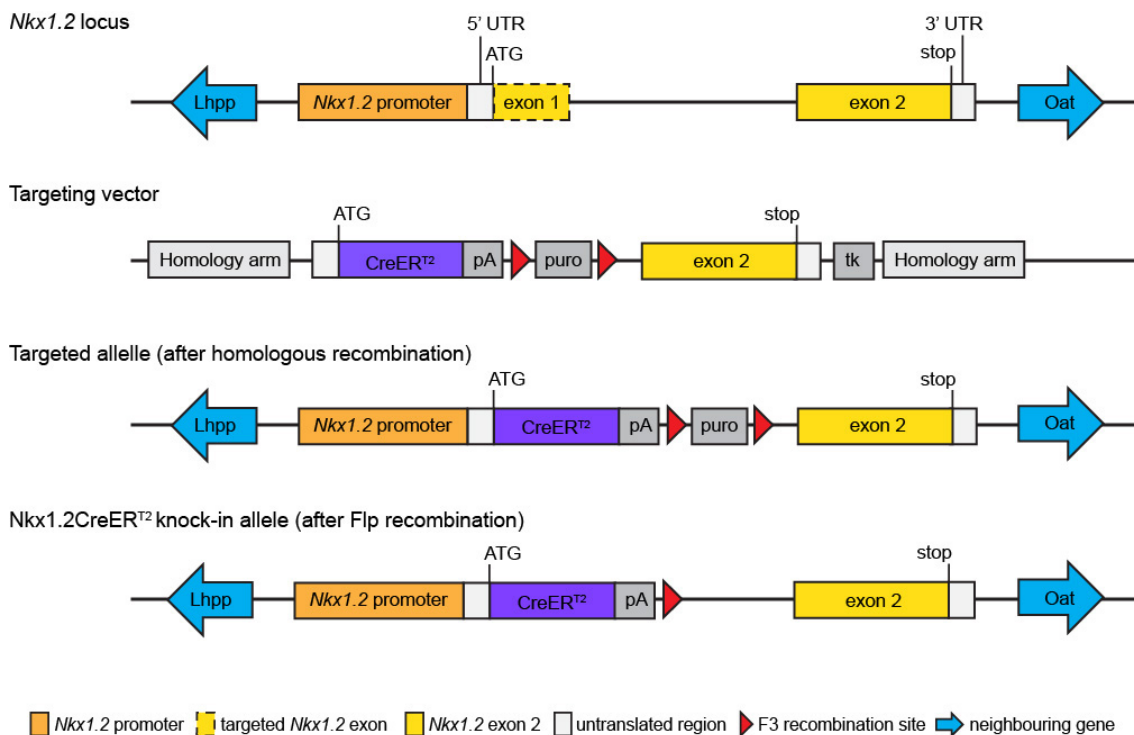 Nkx1.2 locus
5’ UTR
3’ UTR
ATG
stop
Lhpp
Nkx1.2 promoter
exon 1
exon 2
Oat
Targeting vector
ATG
stop
Homology arm
CreERT2
pA
puro
exon 2
tk
Homology arm
Targeted allelle (after homologous recombination)
ATG
stop
Lhpp
Nkx1.2 promoter
CreERT2
pA
puro
exon 2
Oat
Nkx1.2CreERT2 knock-in allele (after Flp recombination)
ATG
stop
Lhpp
Nkx1.2 promoter
CreERT2
pA
exon 2
Oat
Nkx1.2 promoter
targeted Nkx1.2 exon
Nkx1.2 exon 2
untranslated region
F3 recombination site
neighbouring gene